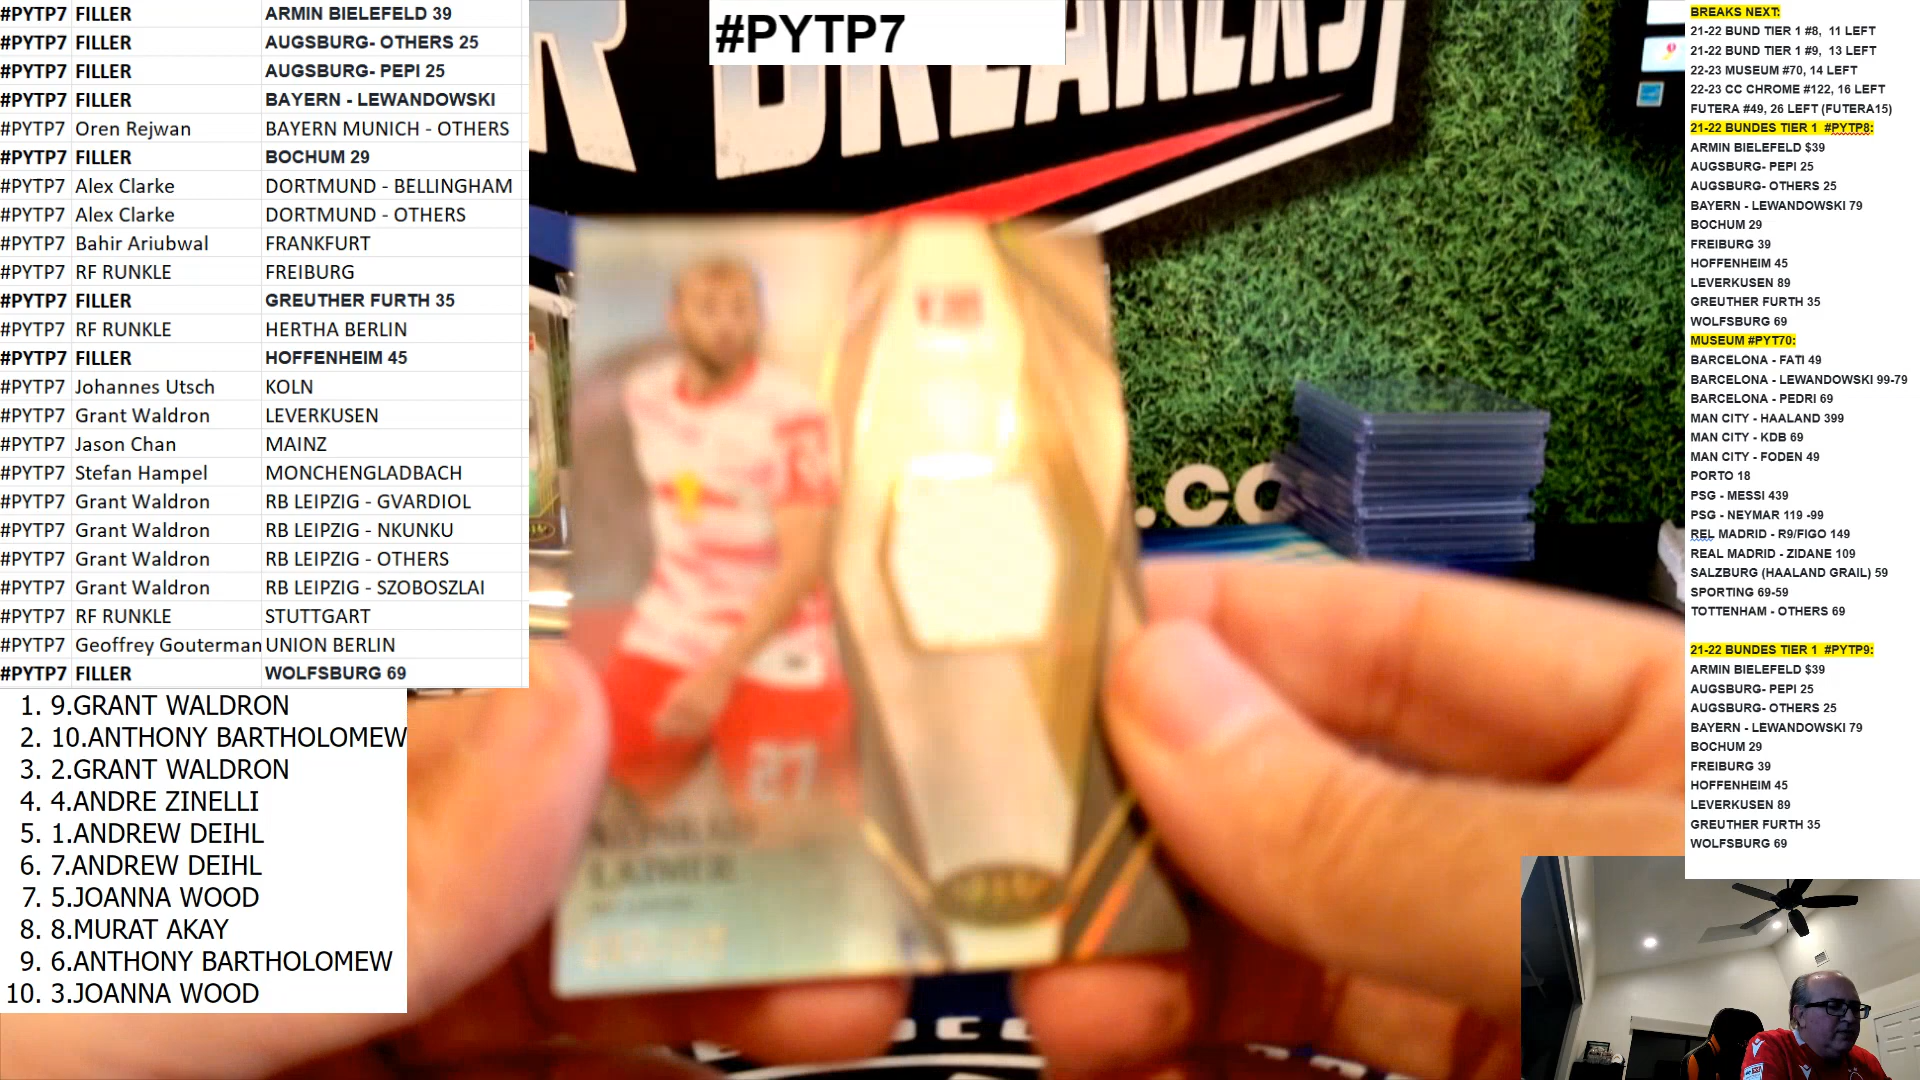 #PYTP7 FILLER ARMIN BIELEFELD 39
#PYTP7 FILLER AUGSBURG- OTHERS 25
#PYTP7 FILLER AUGSBURG- PEPI 25
#PYTP7 FILLER BAYERN - LEWANDOWSKI
#PYTP7 Oren Rejwan BAYERN MUNICH - OTHERS
#PYTP7 FILLER BOCHUM 29
#PYTP7 Alex Clarke DORTMUND - BELLINGHAM
#PYTP7 Alex Clarke DORTMUND - OTHERS
#PYTP7 Bahir Ariubwal FRANKFURT
#PYTP7 RF RUNKLE FREIBURG
#PYTP7 FILLER GREUTHER FURTH 35
#PYTP7 RF RUNKLE HERTHA BERLIN
#PYTP7 FILLER HOFFENHEIM 45
#PYTP7 Johannes Utsch KOLN
#PYTP7 Grant Waldron LEVERKUSEN
#PYTP7 Jason Chan MAINZ
#PYTP7 Stefan Hampel MONCHENGLADBACH
#PYTP7 Grant Waldron RB LEIPZIG - GVARDIOL
#PYTP7 Grant Waldron RB LEIPZIG - NKUNKU
#PYTP7 Grant Waldron RB LEIPZIG - OTHERS
#PYTP7 Grant Waldron RB LEIPZIG - SZOBOSZLAI
#PYTP7 RF RUNKLE STUTTGART
#PYTP7 Geoffrey Gouterman UNION BERLIN
#PYTP7 FILLER WOLFSBURG 69
1. 9.GRANT WALDRON
2. 10.ANTHONY BARTHOLOMEW
3. 2.GRANT WALDRON
4. 4.ANDRE ZINELLI
5. 1.ANDREW DEIHL
6. 7.ANDREW DEIHL
7. 5.JOANNA WOOD
8. 8.MURAT AKAY
9. 6.ANTHONY BARTHOLOMEW
10. 3.JOANNA WOOD
#PYTP7
R BREAKERS
.CO
27
LAIMER
BREAKS NEXT:
21-22 BUND TIER 1 #8, 11 LEFT
21-22 BUND TIER 1 #9, 13 LEFT
22-23 MUSEUM #70, 14 LEFT
22-23 CC CHROME #122, 16 LEFT
FUTERA #49, 26 LEFT (FUTERA15)
21-22 BUNDES TIER 1 #PYTP8:
ARMIN BIELEFELD $39
AUGSBURG- PEPI 25
AUGSBURG- OTHERS 25
BAYERN - LEWANDOWSKI 79
BOCHUM 29
FREIBURG 39
HOFFENHEIM 45
LEVERKUSEN 89
GREUTHER FURTH 35
WOLFSBURG 69
MUSEUM #PYT70:
BARCELONA - FATI 49
BARCELONA - LEWANDOWSKI 99-79
BARCELONA - PEDRI 69
MAN CITY - HAALAND 399
MAN CITY - KDB 69
MAN CITY - FODEN 49
PORTO 18
PSG - MESSI 439
PSG - NEYMAR 119 -99
REL MADRID - R9/FIGO 149
REAL MADRID - ZIDANE 109
SALZBURG (HAALAND GRAIL) 59
SPORTING 69-59
TOTTENHAM - OTHERS 69
21-22 BUNDES TIER 1 #PYTP9:
ARMIN BIELEFELD $39
AUGSBURG- PEPI 25
AUGSBURG- OTHERS 25
BAYERN - LEWANDOWSKI 79
BOCHUM 29
FREIBURG 39
HOFFENHEIM 45
LEVERKUSEN 89
GREUTHER FURTH 35
WOLFSBURG 69